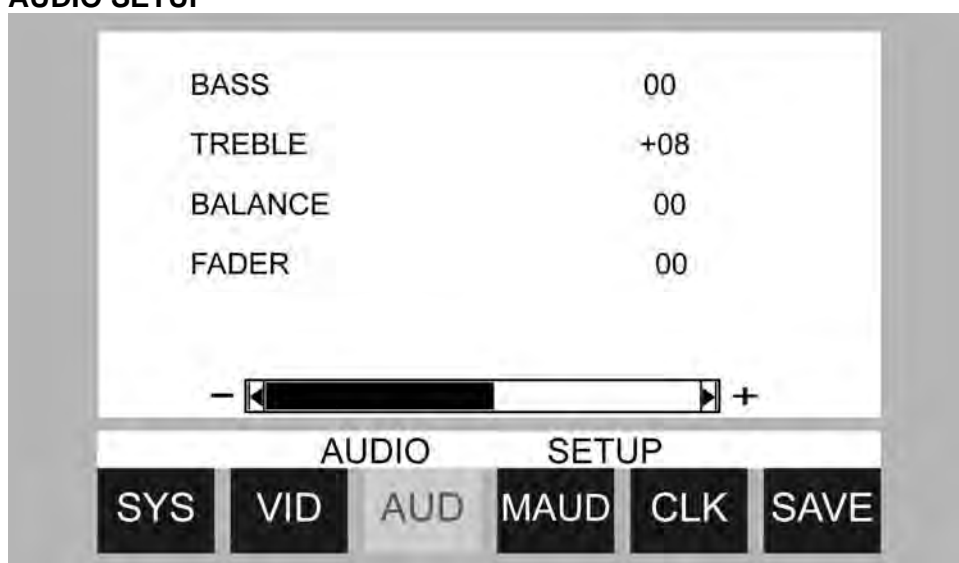 AUDIO SETUP
BASS 00
TREBLE +08
BALANCE 00
FADER 00
- +
AUDIO SETUP
SYS VID AUD MAUD CLK SAVE